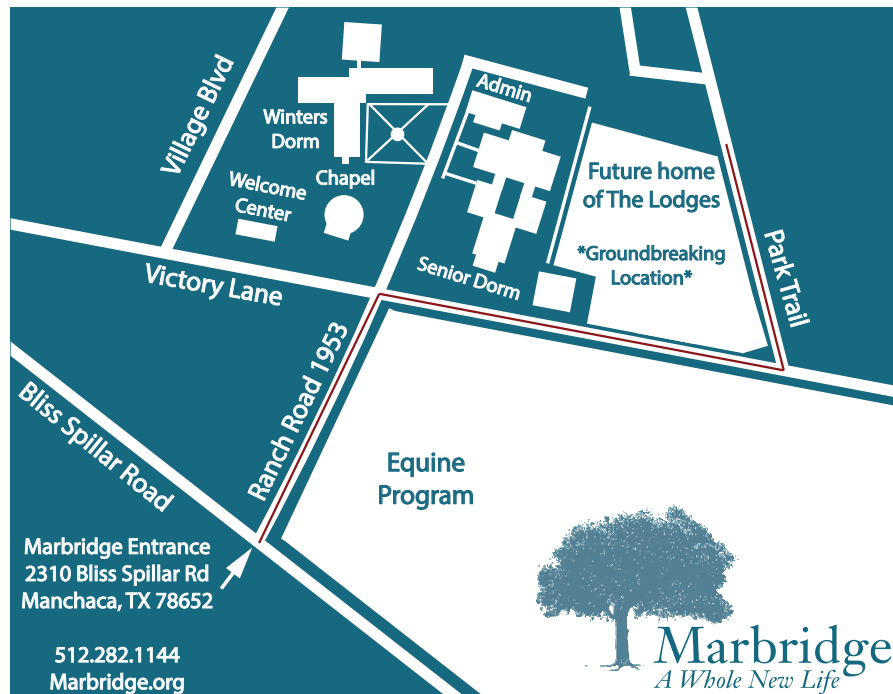 Village Blvd
Winters
Dorm
Admin
Welcome
Center
Chapel
Future home
of The Lodges
*Groundbreaking
Location*
Park Trail
Senior Dorm
Victory Lane
Ranch Road 1953
Bliss Spillar Road
Equine
Program
Marbridge Entrance
2310 Bliss Spillar Rd
Manchaca, TX 78652
512.282.1144
Marbridge.org
Marbridge
A Whole New Life